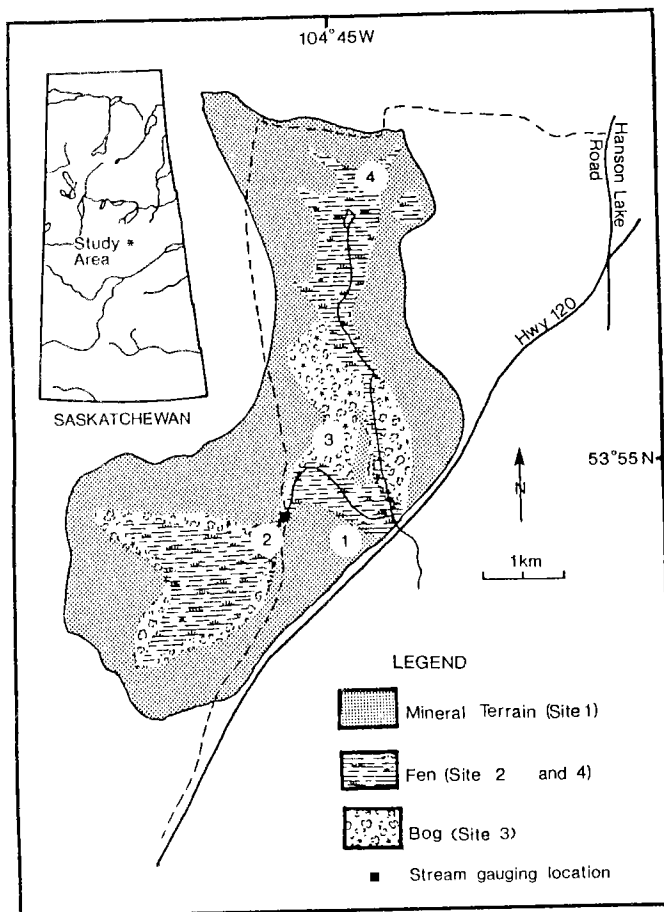 104°45W
4
Hanson Lake
Road
Study *
Area
Hwy 120
SASKATCHEWAN
3
53°55 N
N
2
1
1km
LEGEND
Mineral Terrain (Site 1)
Fen (Site 2 and 4)
Bog (Site 3)
Stream gauging location